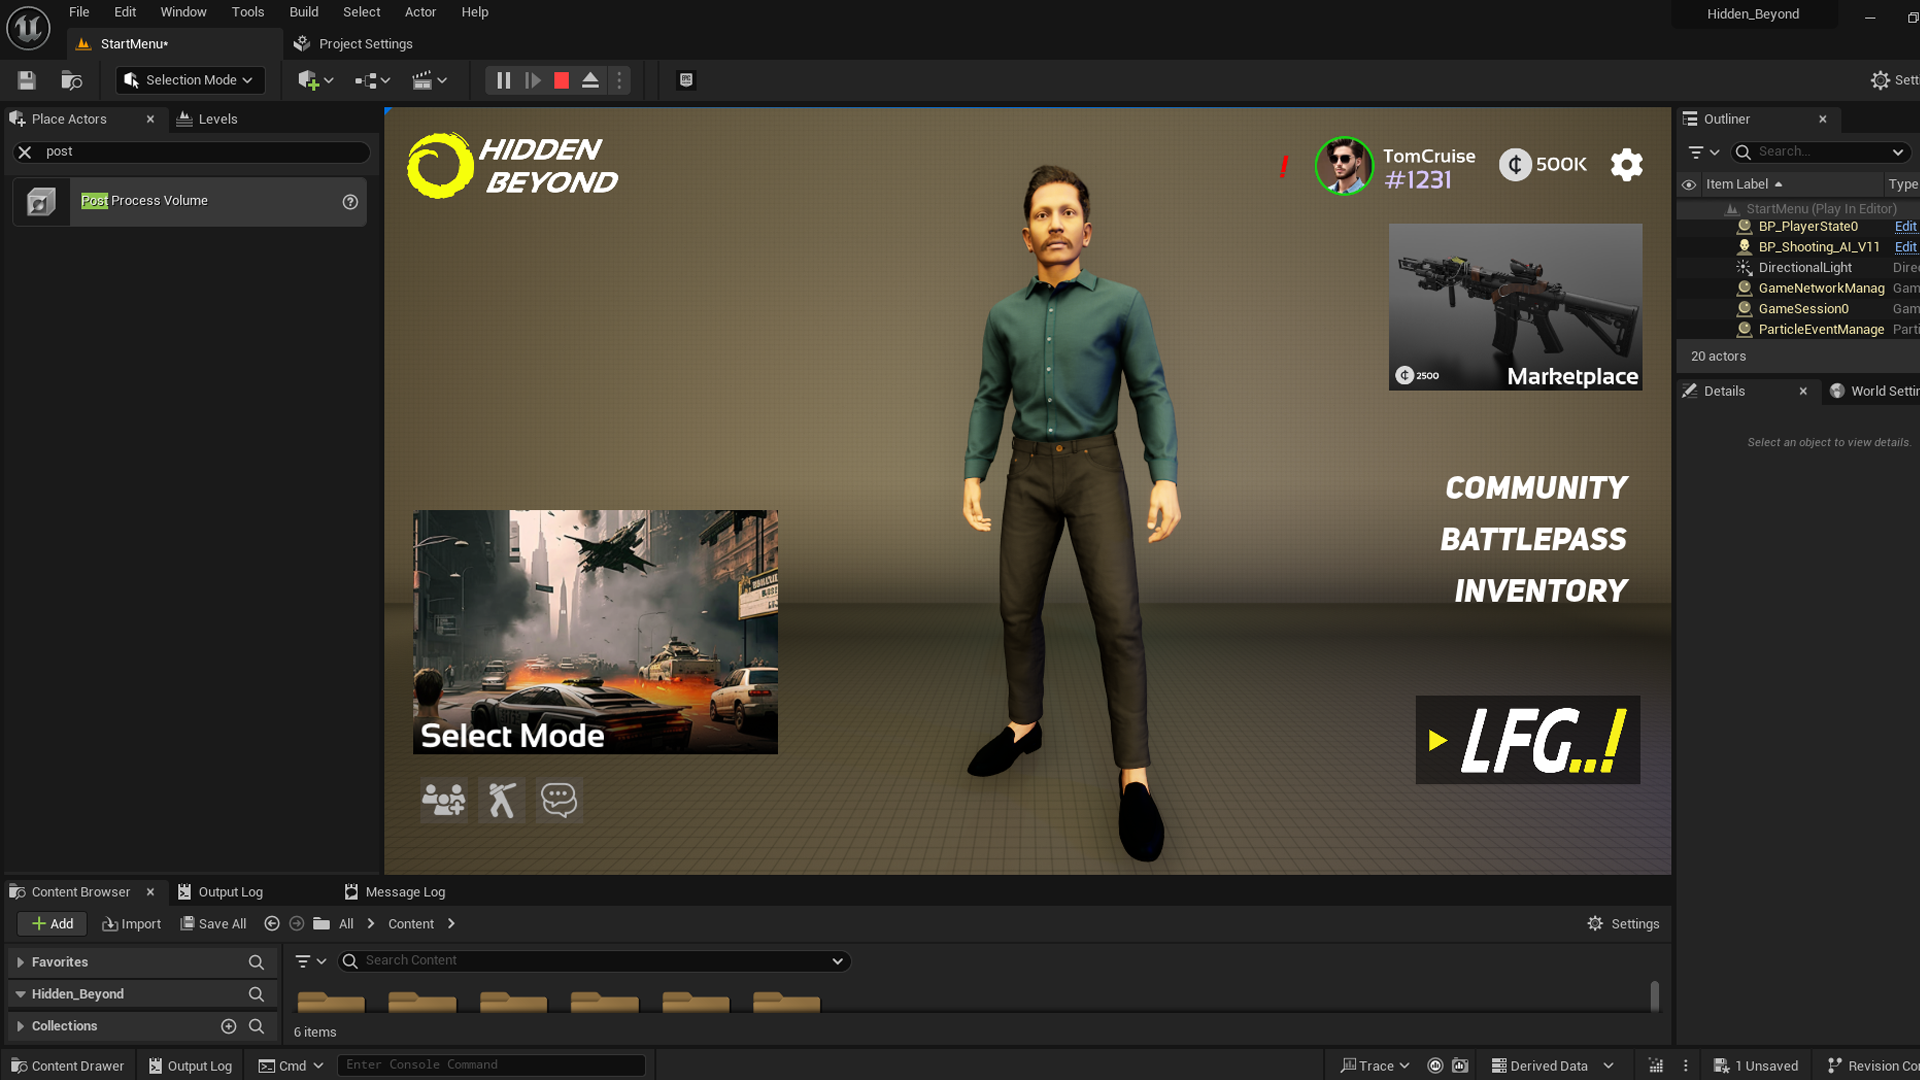 File Edit Window Tools Build Select Actor Help
Hidden_Beyond
StartMenu*
Project Settings
Selection Mode
Setti
Place Actors
Levels
post
Post Process Volume
HIDDEN
BEYOND
!
TomCruise
#1231
500K
2500
Marketplace
COMMUNITY
BATTLEPASS
INVENTORY
Select Mode
LFG..!
Outliner
Search...
Item Label
Type
StartMenu (Play In Editor)
BP_PlayerState0 Edit
BP_Shooting_AI_V11 Edit
DirectionalLight Direc
GameNetworkManag Gam
GameSession0 Gam
ParticleEventManage Parti
20 actors
Details
World Settin
Select an object to view details.
Content Browser
Output Log
Message Log
Add
Import
Save All
All
Content
Settings
Favorites
Hidden_Beyond
Collections
Search Content
6 items
Content Drawer
Output Log
Cmd
Enter Console Command
Trace
Derived Data
1 Unsaved
Revision Co